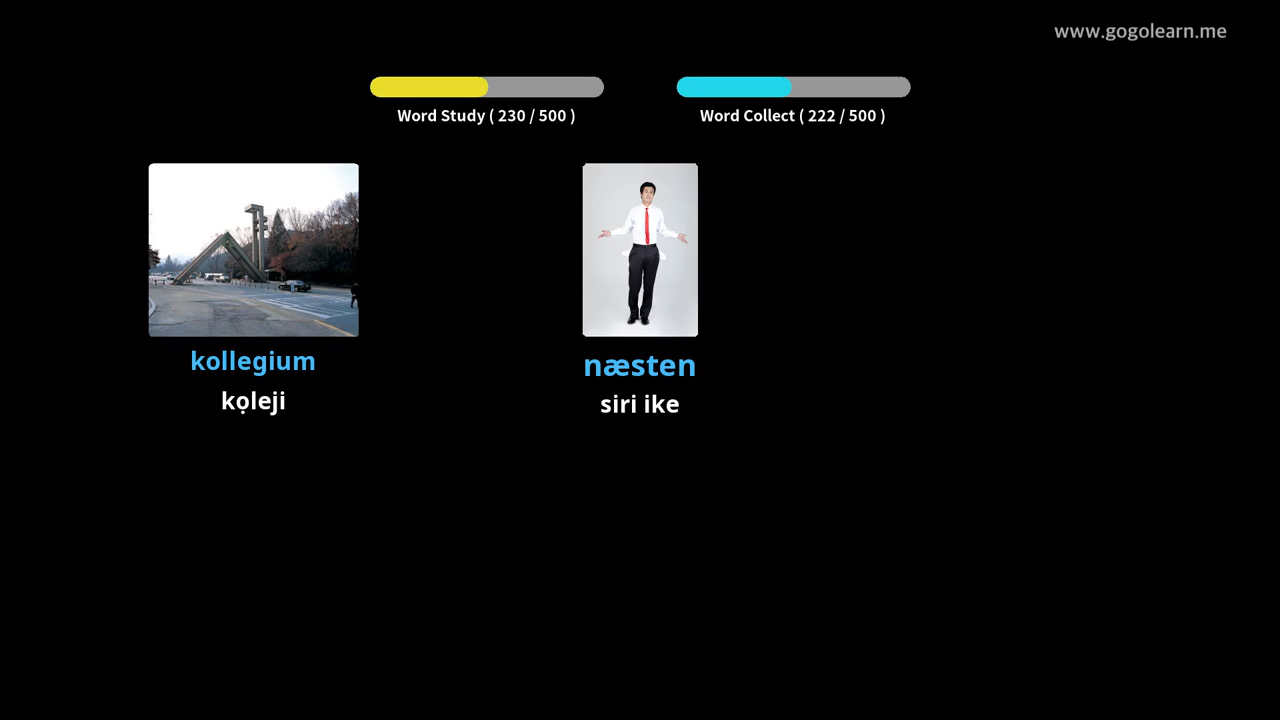 www.gogolearn.me
Word Study ( 230 / 500 )
Word Collect ( 222 / 500 )
kollegium
kọleji
næsten
siri ike